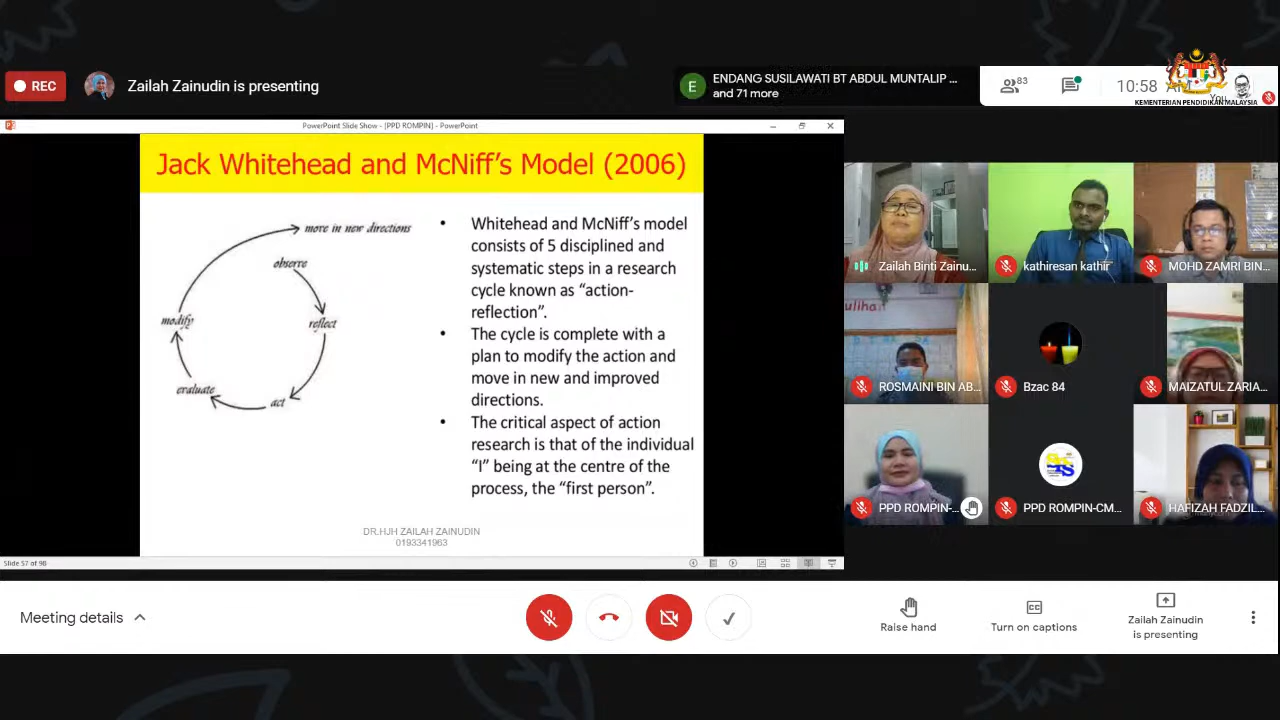 REC
Zailah Zainudin is presenting
E
ENDANG SUSILAWATI BT ABDUL MUNTALIP ...
and 71 more
83
10:58 AM
You
KEMENTERIAN PENDIDIKAN MALAYSIA
PowerPoint Slide Show - [PPD ROMPIN] - PowerPoint
Jack Whitehead and McNiff's Model (2006)
move in new directions
observe
reflect
act
evaluate
modify
• Whitehead and McNiff's model
consists of 5 disciplined and
systematic steps in a research
cycle known as "action-
reflection".
• The cycle is complete with a
plan to modify the action and
move in new and improved
directions.
• The critical aspect of action
research is that of the individual
"I" being at the centre of the
process, the "first person".
DR.HJH ZAILAH ZAINUDIN
0193341963
Slide 57 of 98
Zailah Binti Zainu...
kathiresan kathir
MOHD ZAMRI BIN...
ROSMAINI BIN AB...
Bzac 84
MAIZATUL ZARIA...
PPD ROMPIN-...
PPD ROMPIN-CM...
HAFIZAH FADZIL...
Meeting details
Raise hand
CC
Turn on captions
Zailah Zainudin
is presenting